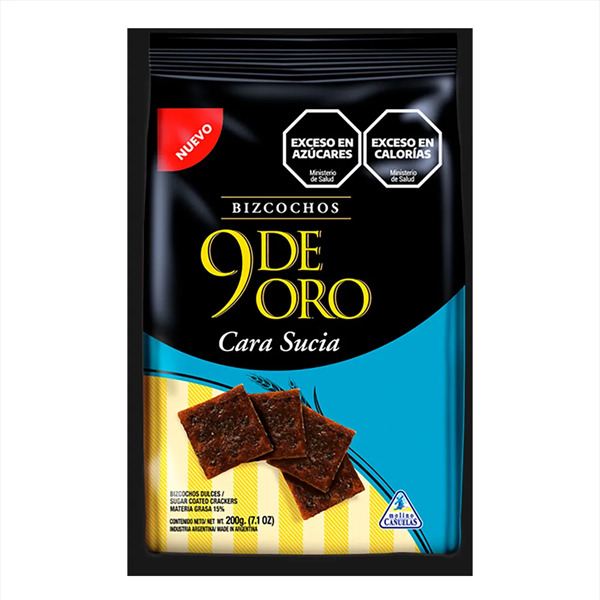 NUEVO
EXCESO EN
AZÚCARES
Ministerio
de Salud
EXCESO EN
CALORÍAS
Ministerio
de Salud
BIZCOCHOS
9 DE
ORO
Cara Sucia
BIZCOCHOS DULCES /
SUGAR COATED CRACKERS
MATERIA GRASA 15%
CONTENIDO NETO/ NET WT. 200g. (7.1 OZ)
INDUSTRIA ARGENTINA/ MADE IN ARGENTINA
molino
CAÑUELAS